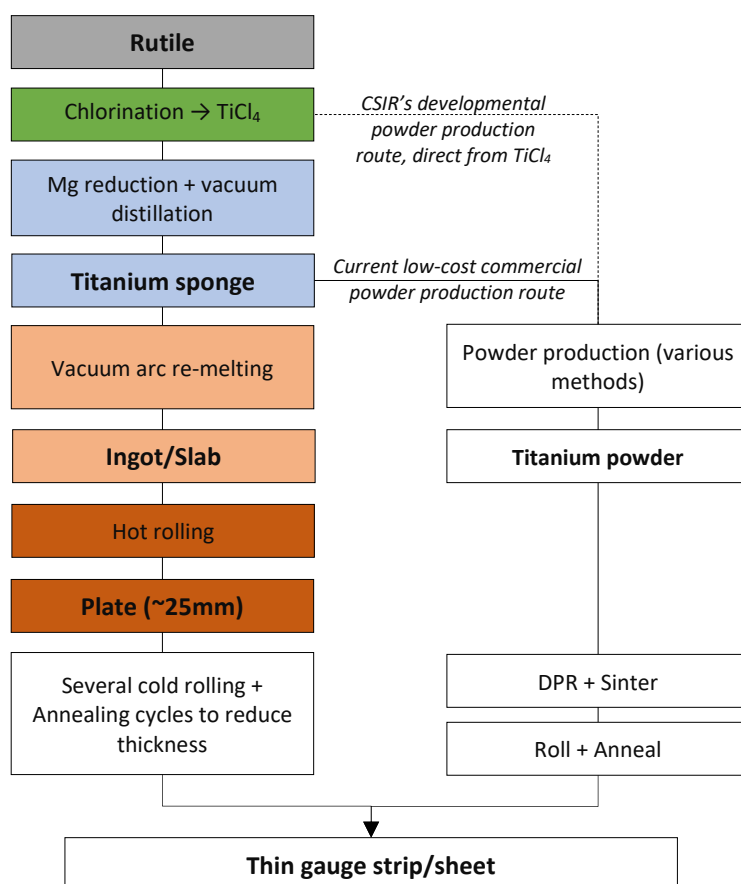 Rutile
Chlorination → TiCl₄
CSIR's developmental
powder production
route, direct from TiCl₄
Mg reduction + vacuum
distillation
Titanium sponge
Current low-cost commercial
powder production route
Vacuum arc re-melting
Powder production (various
methods)
Ingot/Slab
Titanium powder
Hot rolling
Plate (~25mm)
Several cold rolling +
Annealing cycles to reduce
thickness
DPR + Sinter
Roll + Anneal
Thin gauge strip/sheet